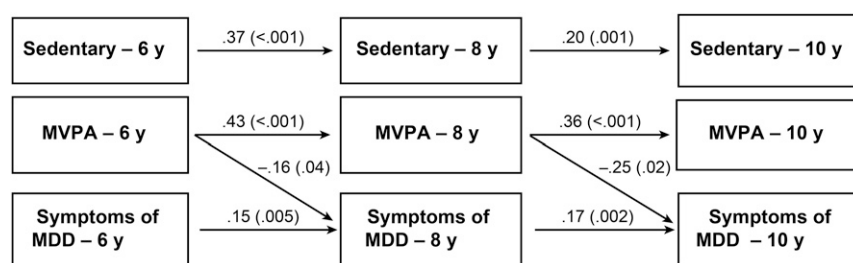 Sedentary – 6 y
.37 (<.001)
Sedentary – 8 y
.20 (.001)
Sedentary – 10 y
MVPA – 6 y
.43 (<.001)
MVPA – 8 y
.36 (<.001)
MVPA – 10 y
–.16 (.04)
–.25 (.02)
Symptoms of
MDD – 6 y
.15 (.005)
Symptoms of
MDD – 8 y
.17 (.002)
Symptoms of
MDD – 10 y